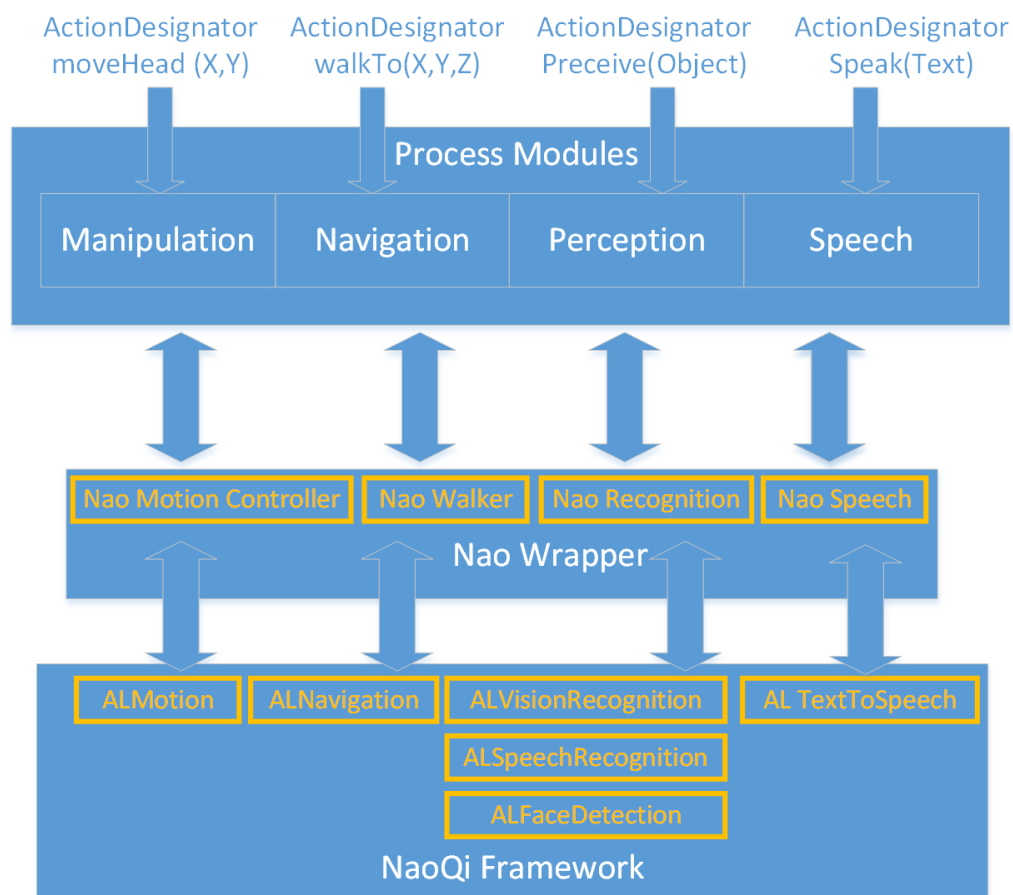 ActionDesignator
moveHead (X,Y)
ActionDesignator
walkTo(X,Y,Z)
ActionDesignator
Preceive(Object)
ActionDesignator
Speak(Text)
Process Modules
Manipulation
Navigation
Perception
Speech
Nao Motion Controller
Nao Walker
Nao Recognition
Nao Speech
Nao Wrapper
ALMotion
ALNavigation
ALVisionRecognition
AL TextToSpeech
ALSpeechRecognition
ALFaceDetection
NaoQi Framework